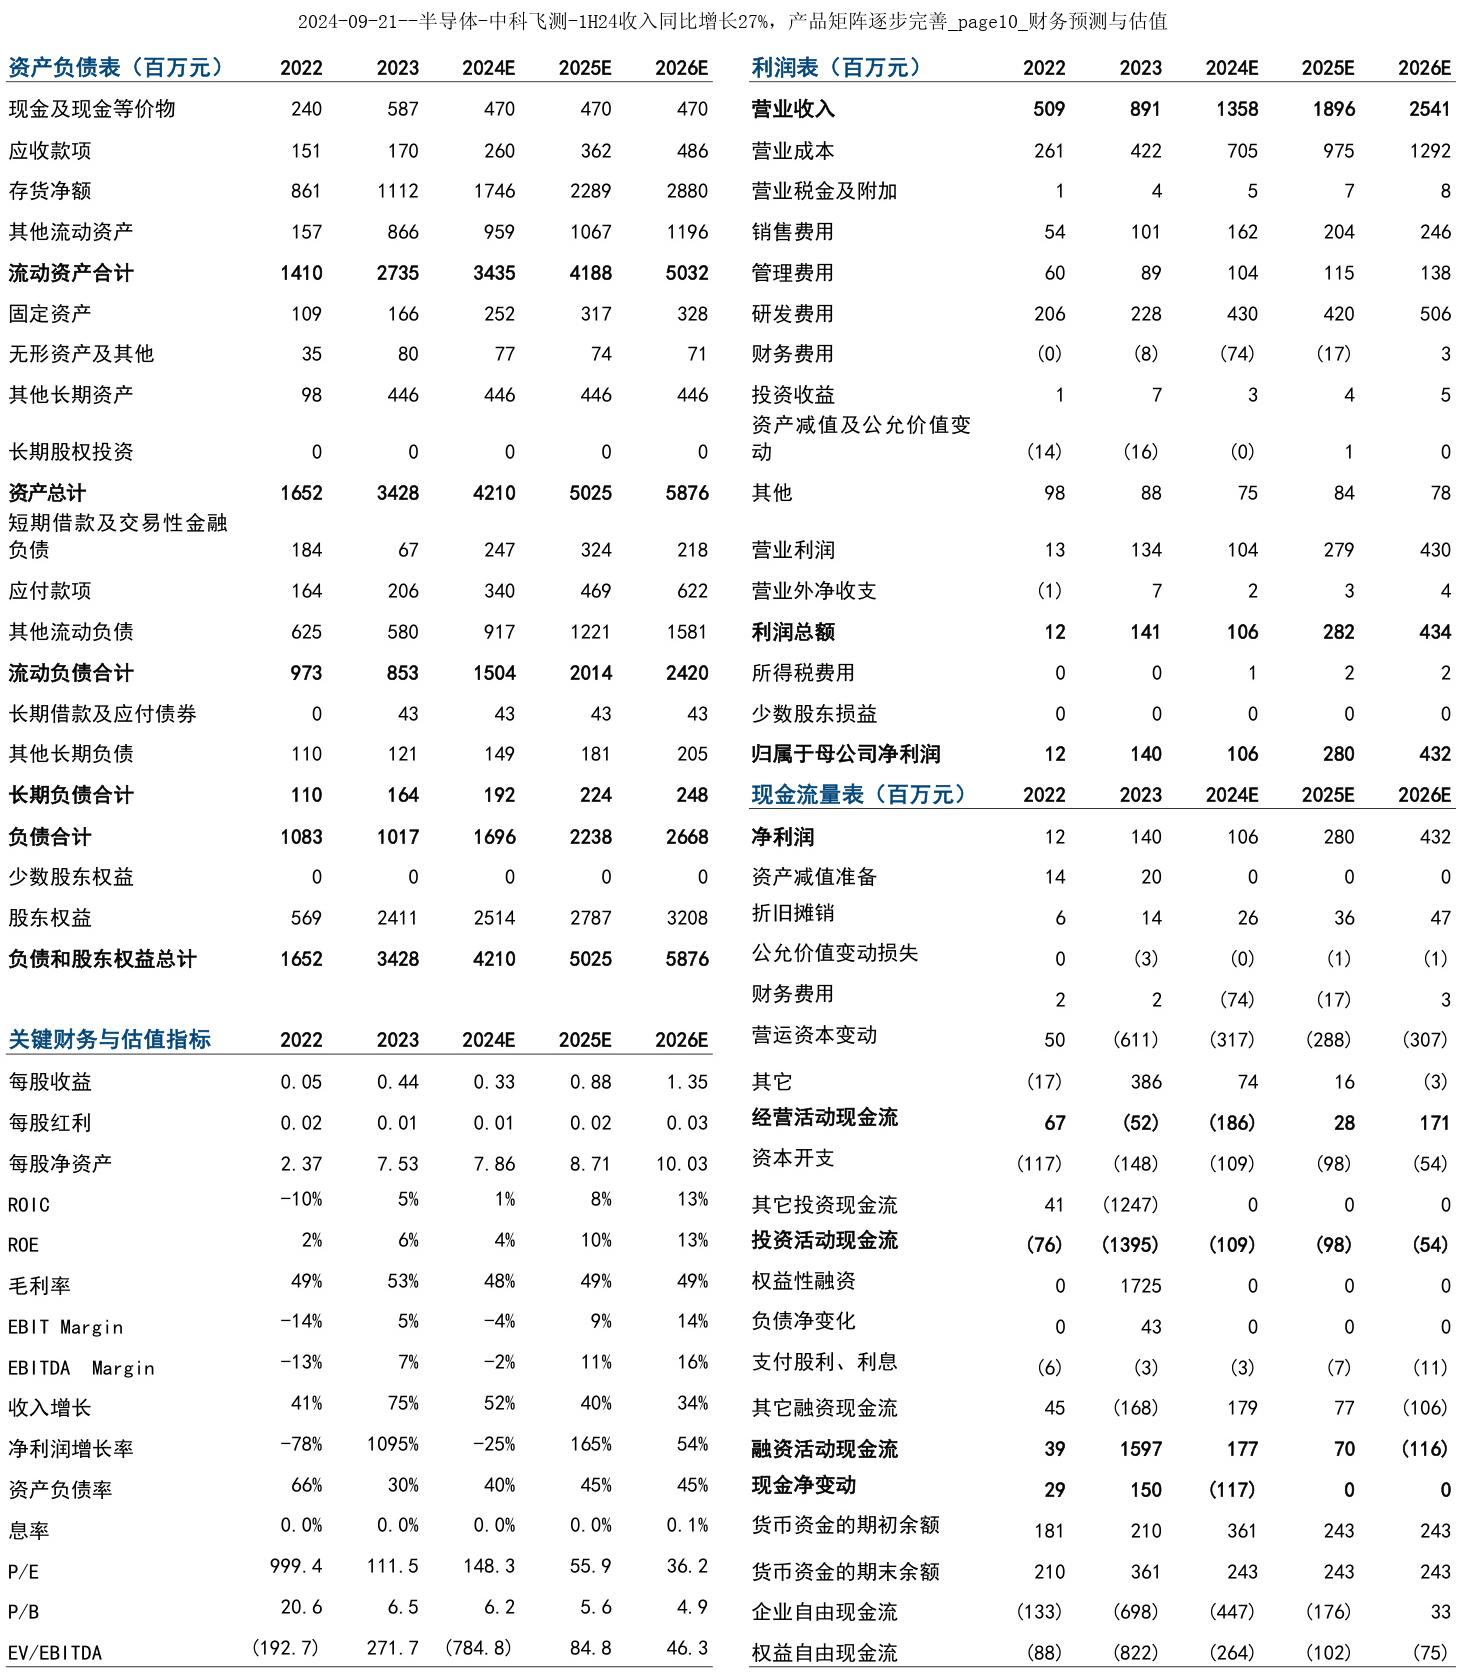 2024-09-21--半导体-中科飞测-1H24收入同比增长27%，产品矩阵逐步完善_page10_财务预测与估值
资产负债表（百万元） 2022 2023 2024E 2025E 2026E
现金及现金等价物 240 587 470 470 470
应收款项 151 170 260 362 486
存货净额 861 1112 1746 2289 2880
其他流动资产 157 866 959 1067 1196
流动资产合计 1410 2735 3435 4188 5032
固定资产 109 166 252 317 328
无形资产及其他 35 80 77 74 71
其他长期资产 98 446 446 446 446
长期股权投资 0 0 0 0 0
资产总计 1652 3428 4210 5025 5876
短期借款及交易性金融
负债 184 67 247 324 218
应付款项 164 206 340 469 622
其他流动负债 625 580 917 1221 1581
流动负债合计 973 853 1504 2014 2420
长期借款及应付债券 0 43 43 43 43
其他长期负债 110 121 149 181 205
长期负债合计 110 164 192 224 248
负债合计 1083 1017 1696 2238 2668
少数股东权益 0 0 0 0 0
股东权益 569 2411 2514 2787 3208
负债和股东权益总计 1652 3428 4210 5025 5876
关键财务与估值指标 2022 2023 2024E 2025E 2026E
每股收益 0.05 0.44 0.33 0.88 1.35
每股红利 0.02 0.01 0.01 0.02 0.03
每股净资产 2.37 7.53 7.86 8.71 10.03
ROIC -10% 5% 1% 8% 13%
ROE 2% 6% 4% 10% 13%
毛利率 49% 53% 48% 49% 49%
EBIT Margin -14% 5% -4% 9% 14%
EBITDA Margin -13% 7% -2% 11% 16%
收入增长 41% 75% 52% 40% 34%
净利润增长率 -78% 1095% -25% 165% 54%
资产负债率 66% 30% 40% 45% 45%
息率 0.0% 0.0% 0.0% 0.0% 0.1%
P/E 999.4 111.5 148.3 55.9 36.2
P/B 20.6 6.5 6.2 5.6 4.9
EV/EBITDA (192.7) 271.7 (784.8) 84.8 46.3
利润表（百万元） 2022 2023 2024E 2025E 2026E
营业收入 509 891 1358 1896 2541
营业成本 261 422 705 975 1292
营业税金及附加 1 4 5 7 8
销售费用 54 101 162 204 246
管理费用 60 89 104 115 138
研发费用 206 228 430 420 506
财务费用 (0) (8) (74) (17) 3
投资收益 1 7 3 4 5
资产减值及公允价值变
动 (14) (16) (0) 1 0
其他 98 88 75 84 78
营业利润 13 134 104 279 430
营业外净收支 (1) 7 2 3 4
利润总额 12 141 106 282 434
所得税费用 0 0 1 2 2
少数股东损益 0 0 0 0 0
归属于母公司净利润 12 140 106 280 432
现金流量表（百万元） 2022 2023 2024E 2025E 2026E
净利润 12 140 106 280 432
资产减值准备 14 20 0 0 0
折旧摊销 6 14 26 36 47
公允价值变动损失 0 (3) (0) (1) (1)
财务费用 2 2 (74) (17) 3
营运资本变动 50 (611) (317) (288) (307)
其它 (17) 386 74 16 (3)
经营活动现金流 67 (52) (186) 28 171
资本开支 (117) (148) (109) (98) (54)
其它投资现金流 41 (1247) 0 0 0
投资活动现金流 (76) (1395) (109) (98) (54)
权益性融资 0 1725 0 0 0
负债净变化 0 43 0 0 0
支付股利、利息 (6) (3) (3) (7) (11)
其它融资现金流 45 (168) 179 77 (106)
融资活动现金流 39 1597 177 70 (116)
现金净变动 29 150 (117) 0 0
货币资金的期初余额 181 210 361 243 243
货币资金的期末余额 210 361 243 243 243
企业自由现金流 (133) (698) (447) (176) 33
权益自由现金流 (88) (822) (264) (102) (75)